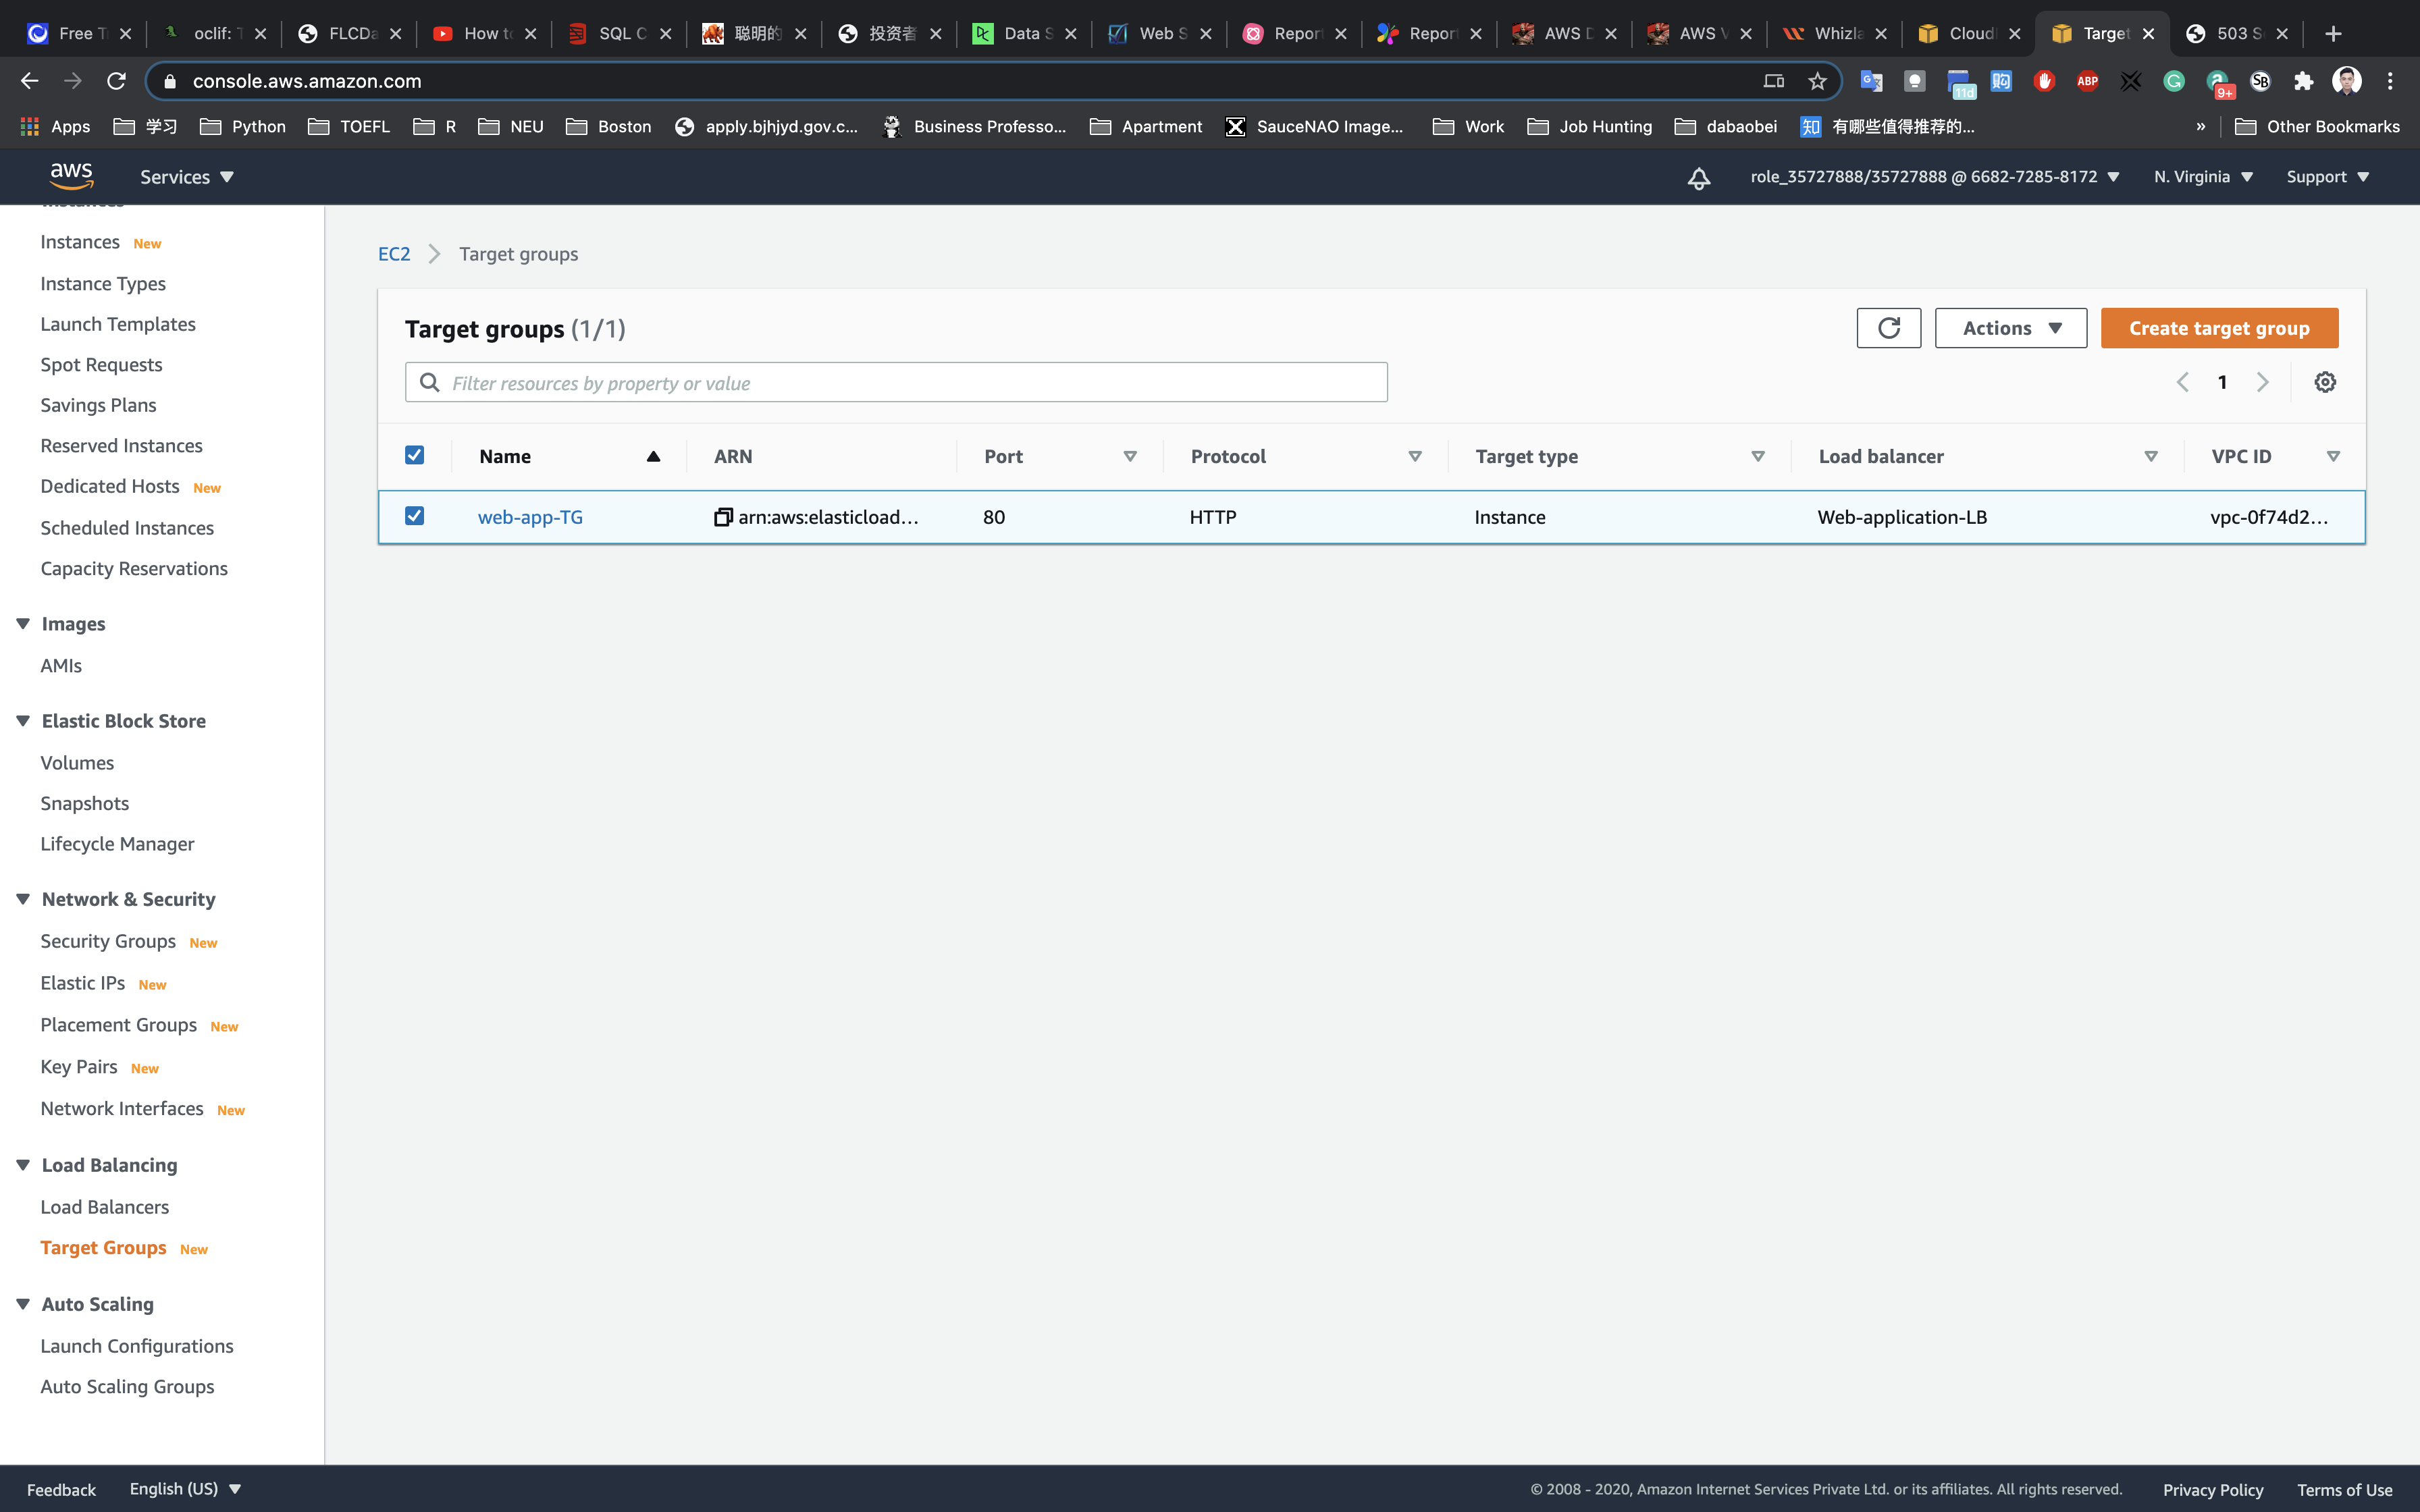 Free T oclif: T FLCDa How to SQL C 聪明的 投资者 Data S Web S Report Report AWS D AWS V Whizla Cloud Target 503 S
console.aws.amazon.com 11d ABP 9+ SB
Apps 学习 Python TOEFL R NEU Boston apply.bjhjyd.gov.c... Business Professo... Apartment SauceNAO Image... Work Job Hunting dabaobei 有哪些值得推荐的... » Other Bookmarks
aws Services role_35727888/35727888 @ 6682-7285-8172 N. Virginia Support
Instances
Instances New
Instance Types
Launch Templates
Spot Requests
Savings Plans
Reserved Instances
Dedicated Hosts New
Scheduled Instances
Capacity Reservations
Images
AMIs
Elastic Block Store
Volumes
Snapshots
Lifecycle Manager
Network & Security
Security Groups New
Elastic IPs New
Placement Groups New
Key Pairs New
Network Interfaces New
Load Balancing
Load Balancers
Target Groups New
Auto Scaling
Launch Configurations
Auto Scaling Groups
EC2 Target groups
Target groups (1/1)
Actions Create target group
Filter resources by property or value
1
Name ARN Port Protocol Target type Load balancer VPC ID
web-app-TG arn:aws:elasticload... 80 HTTP Instance Web-application-LB vpc-0f74d2...
Feedback English (US) © 2008 - 2020, Amazon Internet Services Private Ltd. or its affiliates. All rights reserved. Privacy Policy Terms of Use